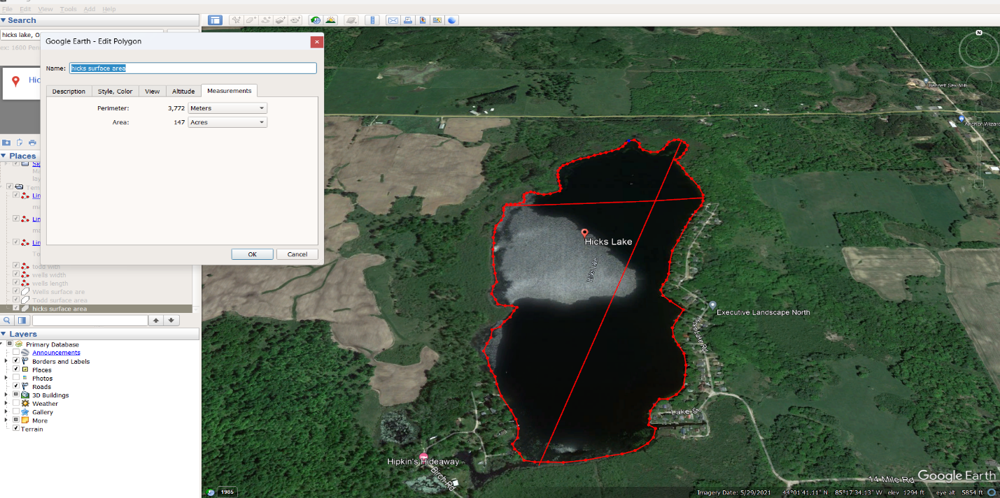 File Edit View Tools Add Help
Search
hicks lake, O
ex: 1600 Pen
Hic
Google Earth - Edit Polygon
Name: hicks surface area
Description Style, Color View Altitude Measurements
Perimeter: 3,772 Meters
Area: 147 Acres
OK Cancel
Places
Sig
Ma
lay
Tem
Lin
ma
Lin
ma
Lin
To
todd with
wells width
wells length
Wells surface are
Todd surface area
hicks surface area
Layers
Primary Database
Announcements
Borders and Labels
Places
Photos
Roads
3D Buildings
Weather
Gallery
More
Terrain
N
Bennett Saw Mill
Anchor Wizard
Hicks Lake
Hicks Lake
Executive Landscape North
Lake St
Hipkin's Hideaway
Birch Rd
14 Mile Rd
Google Earth
1985
Imagery Date: 5/29/2021 44°01'41.11" N 85°17'34.13" W elev 1294 ft eye alt 5854 ft